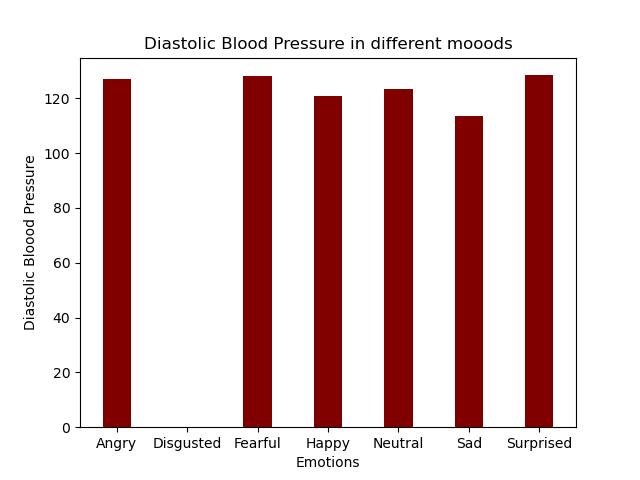 Diastolic Blood Pressure in different mooods
120
100
80
60
40
20
0
Diastolic Bloood Pressure
Angry Disgusted Fearful Happy Neutral Sad Surprised
Emotions